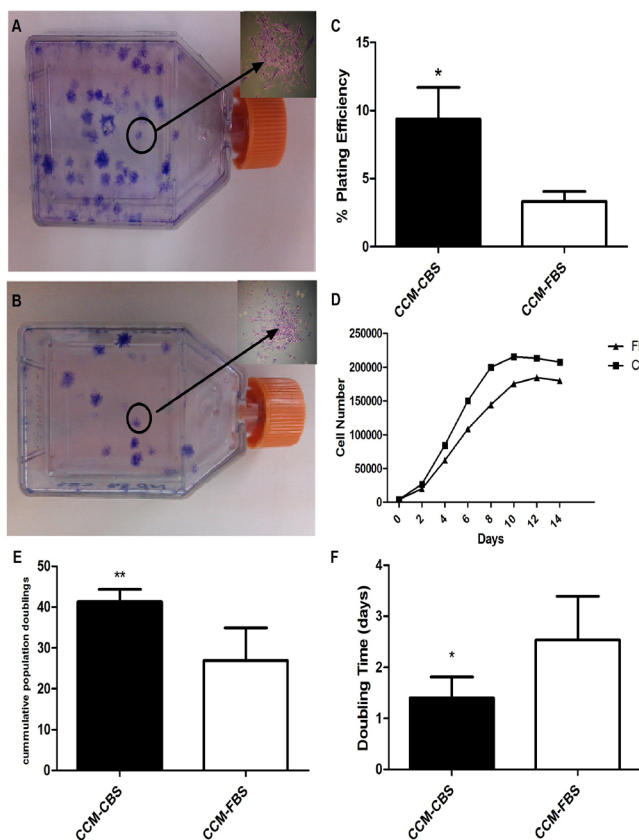 A
B
C
% Plating Efficiency
15
10
5
0
*
CCM-CBS
CCM-FBS
D
Cell Number
250000
200000
150000
100000
50000
0
0 2 4 6 8 10 12 14
Days
E
cummulative population doublings
50
40
30
20
10
0
**
CCM-CBS
CCM-FBS
F
Doubling Time (days)
4
3
2
1
0
*
CCM-CBS
CCM-FBS